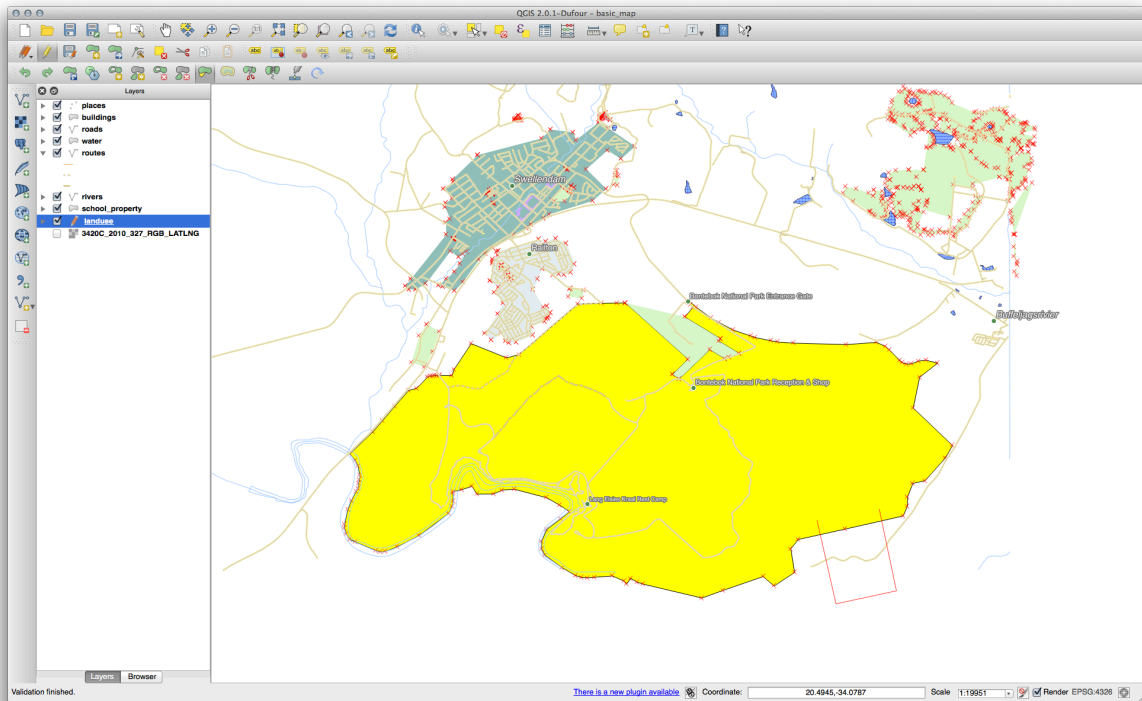 QGIS 2.0.1-Dufour - basic_map
Layers
places
buildings
roads
water
routes
rivers
school_property
landuse
3420C_2010_327_RGB_LATLNG
Swellendam
Railton
Bontebok National Park Entrance Gate
Buffeljagsrivier
Bontebok National Park Reception & Shop
Lang Elsies Kraal Rest Camp
Layers
Browser
Validation finished.
There is a new plugin available
Coordinate:
20.4945,-34.0787
Scale
1:19951
Render
EPSG:4326